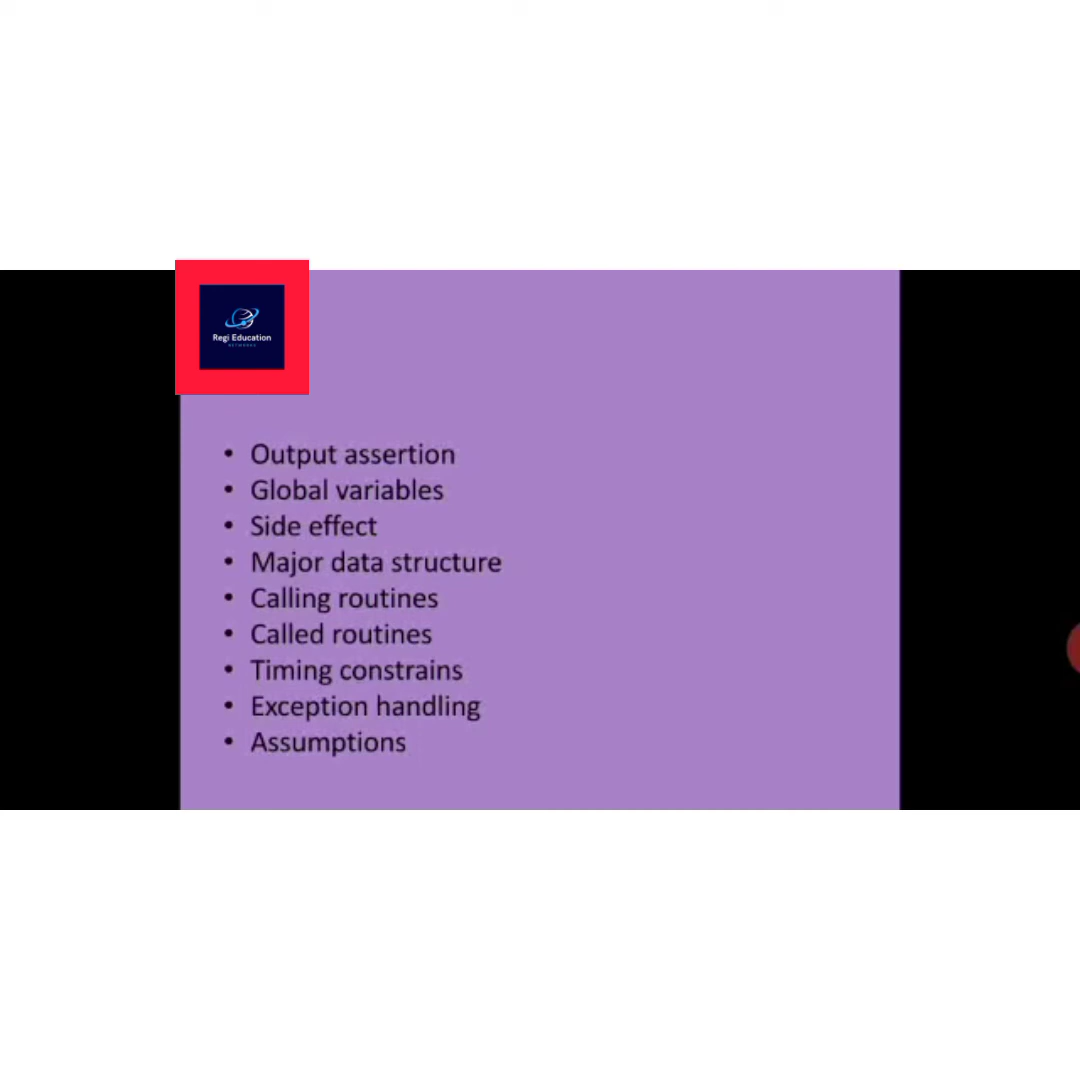 Regi Education
NETWORKS
• Output assertion
• Global variables
• Side effect
• Major data structure
• Calling routines
• Called routines
• Timing constrains
• Exception handling
• Assumptions